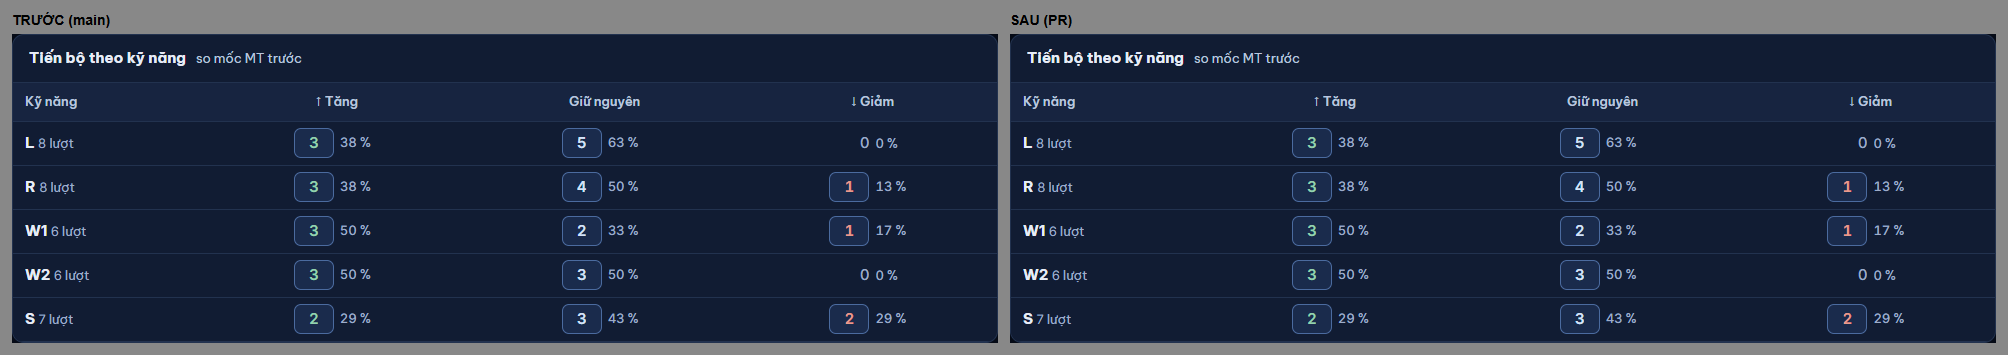 TRƯỚC (main)
Tiến bộ theo kỹ năng so mốc MT trước
Kỹ năng ↑ Tăng Giữ nguyên ↓ Giảm
L 8 lượt 3 38 % 5 63 % 0 0 %
R 8 lượt 3 38 % 4 50 % 1 13 %
W1 6 lượt 3 50 % 2 33 % 1 17 %
W2 6 lượt 3 50 % 3 50 % 0 0 %
S 7 lượt 2 29 % 3 43 % 2 29 %
SAU (PR)
Tiến bộ theo kỹ năng so mốc MT trước
Kỹ năng ↑ Tăng Giữ nguyên ↓ Giảm
L 8 lượt 3 38 % 5 63 % 0 0 %
R 8 lượt 3 38 % 4 50 % 1 13 %
W1 6 lượt 3 50 % 2 33 % 1 17 %
W2 6 lượt 3 50 % 3 50 % 0 0 %
S 7 lượt 2 29 % 3 43 % 2 29 %